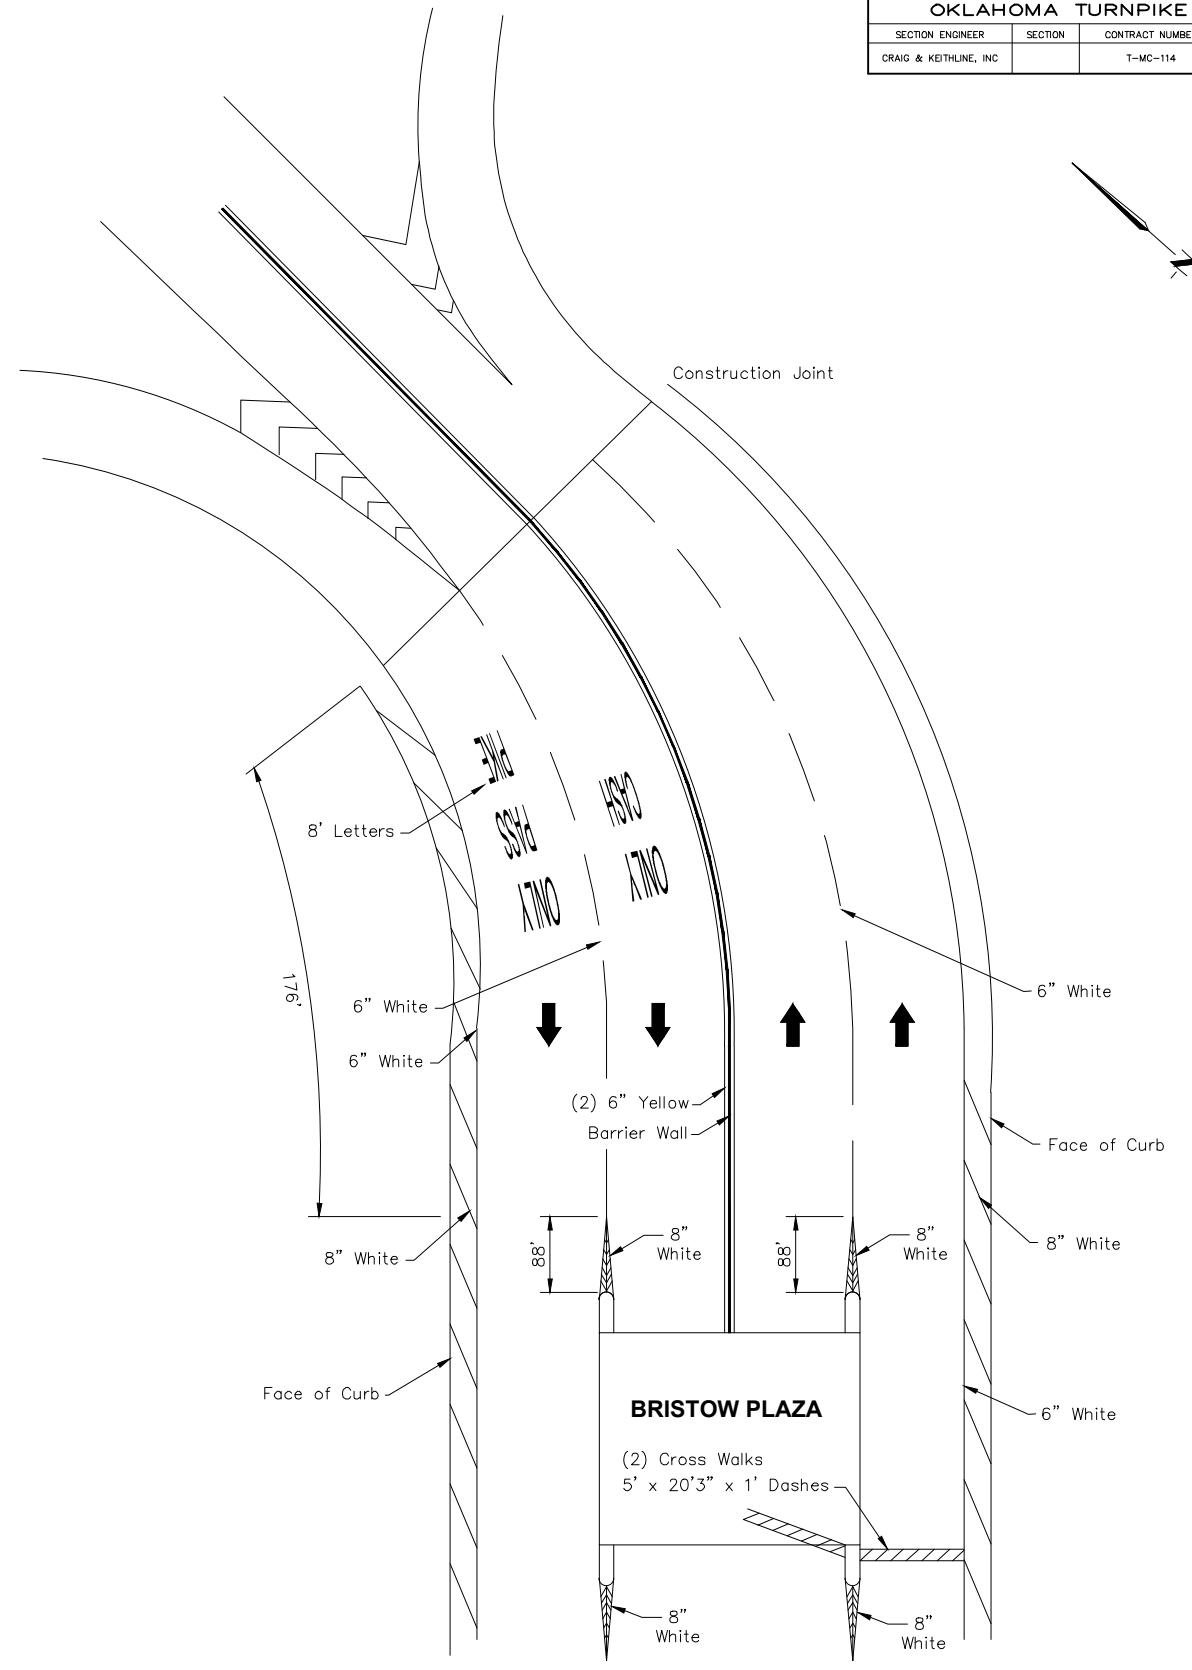 OKLAHOMA TURNPIKE
SECTION ENGINEER SECTION CONTRACT NUMBE
CRAIG & KEITHLINE, INC T-MC-114
N
Construction Joint
PIKE
PASS
ONLY
CASH
ONLY
8' Letters
176'
6" White
6" White
6" White
(2) 6" Yellow
Barrier Wall
Face of Curb
8" White
88'
8"
White
88'
8"
White
8" White
Face of Curb
BRISTOW PLAZA
6" White
(2) Cross Walks
5' x 20'3" x 1' Dashes
8"
White
8"
White